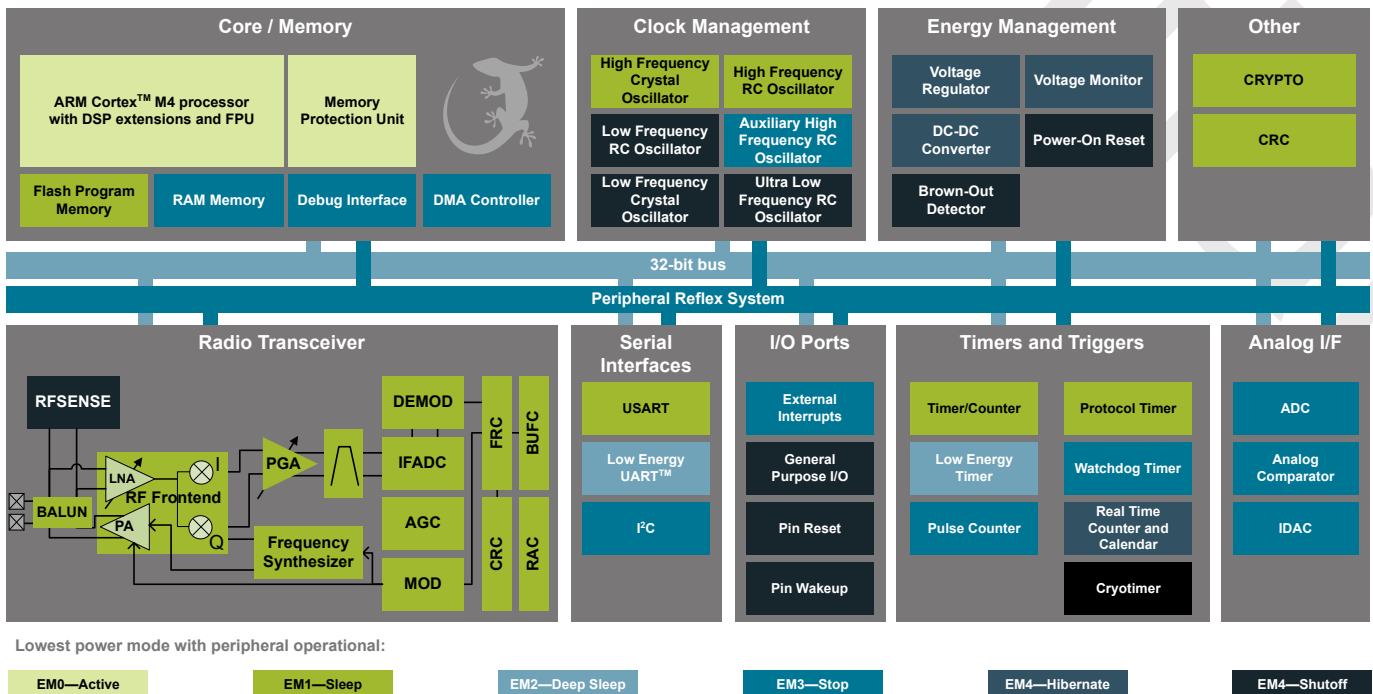 Core / Memory
ARM Cortex™ M4 processor
with DSP extensions and FPU
Memory
Protection Unit
Flash Program
Memory
RAM Memory
Debug Interface
DMA Controller
Clock Management
High Frequency
Crystal
Oscillator
High Frequency
RC Oscillator
Low Frequency
RC Oscillator
Auxiliary High
Frequency RC
Oscillator
Low Frequency
Crystal
Oscillator
Ultra Low
Frequency RC
Oscillator
Energy Management
Voltage
Regulator
Voltage Monitor
DC-DC
Converter
Power-On Reset
Brown-Out
Detector
Other
CRYPTO
CRC
32-bit bus
Peripheral Reflex System
Radio Transceiver
RFSENSE
BALUN
LNA
RF Frontend
PA
I
Q
PGA
Frequency
Synthesizer
DEMOD
IFADC
AGC
MOD
FRC
BUFC
CRC
RAC
Serial
Interfaces
USART
Low Energy
UART™
I²C
I/O Ports
External
Interrupts
General
Purpose I/O
Pin Reset
Pin Wakeup
Timers and Triggers
Timer/Counter
Protocol Timer
Low Energy
Timer
Watchdog Timer
Pulse Counter
Real Time
Counter and
Calendar
Cryotimer
Analog I/F
ADC
Analog
Comparator
IDAC
Lowest power mode with peripheral operational:
EM0—Active
EM1—Sleep
EM2—Deep Sleep
EM3—Stop
EM4—Hibernate
EM4—Shutoff